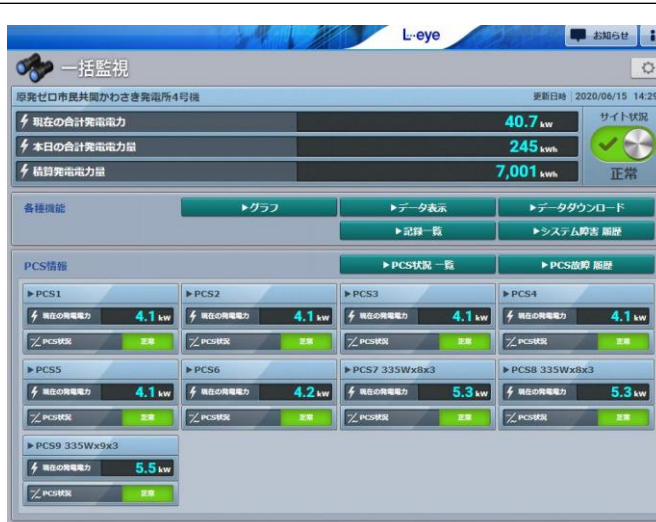 L・eye
お知らせ
一括監視
原発ゼロ市民共同かわさき発電所4号機
更新日時 2020/06/15 14:29
現在の合計発電電力 40.7 kw
サイト状況
本日の合計発電電力量 245 kwh
積算発電電力量 7,001 kwh
正常
各種機能 ▶グラフ ▶データ表示 ▶データダウンロード
▶記録一覧 ▶システム障害 履歴
PCS情報 ▶PCS状況 一覧 ▶PCS故障 履歴
▶PCS1 ▶PCS2 ▶PCS3 ▶PCS4
現在の発電電力 4.1 kw 現在の発電電力 4.1 kw 現在の発電電力 4.1 kw 現在の発電電力 4.1 kw
PCS状況 正常 PCS状況 正常 PCS状況 正常 PCS状況 正常
▶PCS5 ▶PCS6 ▶PCS7 335Wx8x3 ▶PCS8 335Wx8x3
現在の発電電力 4.1 kw 現在の発電電力 4.2 kw 現在の発電電力 5.3 kw 現在の発電電力 5.3 kw
PCS状況 正常 PCS状況 正常 PCS状況 正常 PCS状況 正常
▶PCS9 335Wx9x3
現在の発電電力 5.5 kw
PCS状況 正常